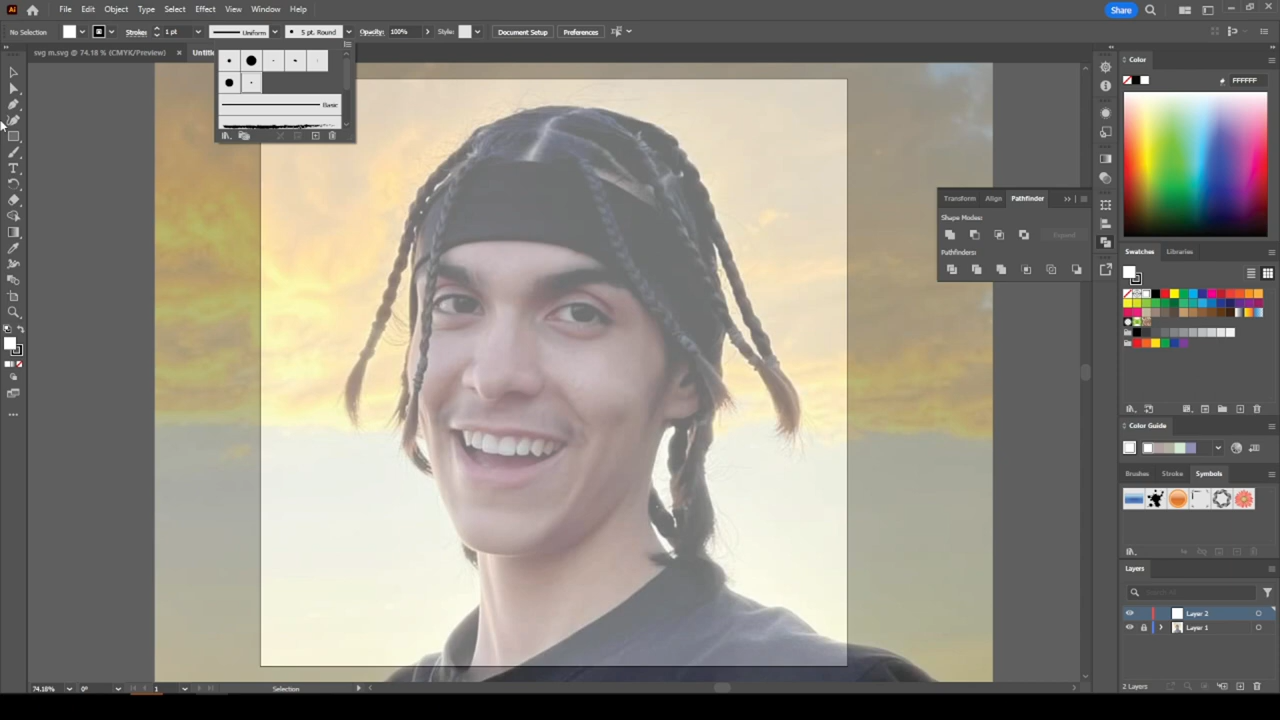 Ai File Edit Object Type Select Effect View Window Help Share
No Selection Stroke: 1 pt Uniform 5 pt. Round Opacity: 100% Style: Document Setup Preferences
svg m.svg @ 74.18 % (CMYK/Preview) × Untitle
Color
FFFFFF
Basic
Transform Align Pathfinder
Shape Modes:
Expand
Pathfinders:
Swatches Libraries
Color Guide
Brushes Stroke Symbols
Layers
Layer 2
Layer 1
74.18% 0° 1 Selection 2 Layers